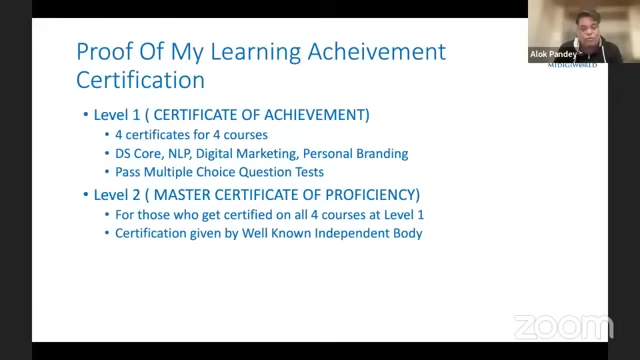 Proof Of My Learning Acheivement
Certification
• Level 1 ( CERTIFICATE OF ACHIEVEMENT)
• 4 certificates for 4 courses
• DS Core, NLP, Digital Marketing, Personal Branding
• Pass Multiple Choice Question Tests
• Level 2 ( MASTER CERTIFICATE OF PROFICIENCY)
• For those who get certified on all 4 courses at Level 1
• Certification given by Well Known Independent Body
Alok Pandey
MYDIGIWORLD
zoom